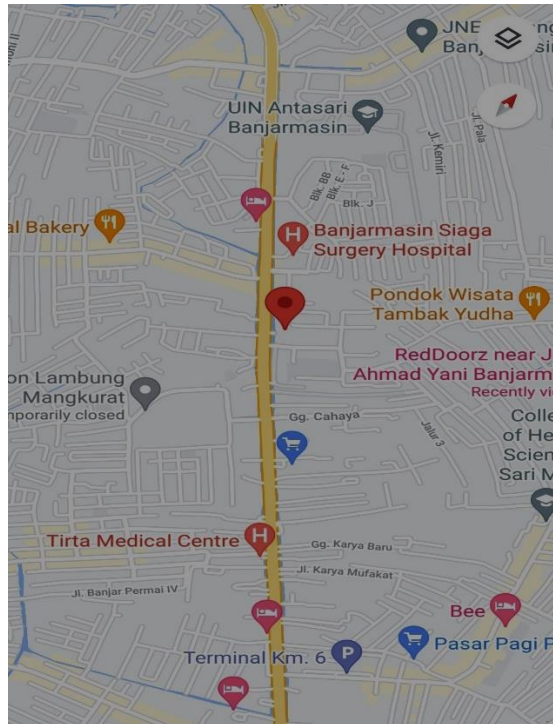 JNE
Banj
UIN Antasari
Banjarmasin
Jl. Pala
Jl. Kemiri
Blk. BB
Blk. E - F
Blk. J
al Bakery
H
Banjarmasin Siaga
Surgery Hospital
Pondok Wisata
Tambak Yudha
RedDoorz near J
Ahmad Yani Banjarm
Recently vi
on Lambung
Mangkurat
mporarily closed
Gg. Cahaya
Jalur 3
Colle
of He
Scien
Sari M
Tirta Medical Centre
H
Gg. Karya Baru
Jl. Karya Mufakat
Jl. Banjar Permai IV
Bee
Terminal Km. 6
P
Pasar Pagi P